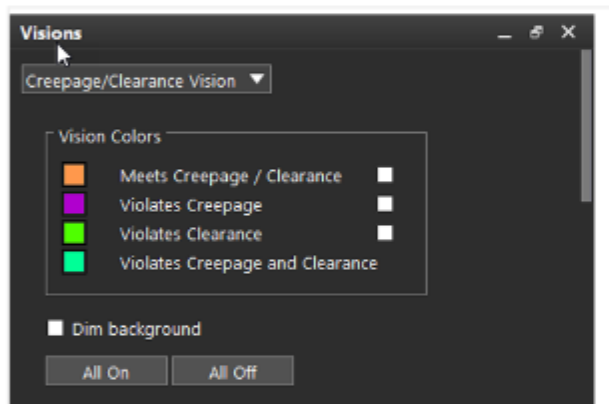 Visions
Creepage/Clearance Vision
Vision Colors
Meets Creepage / Clearance
Violates Creepage
Violates Clearance
Violates Creepage and Clearance
Dim background
All On All Off